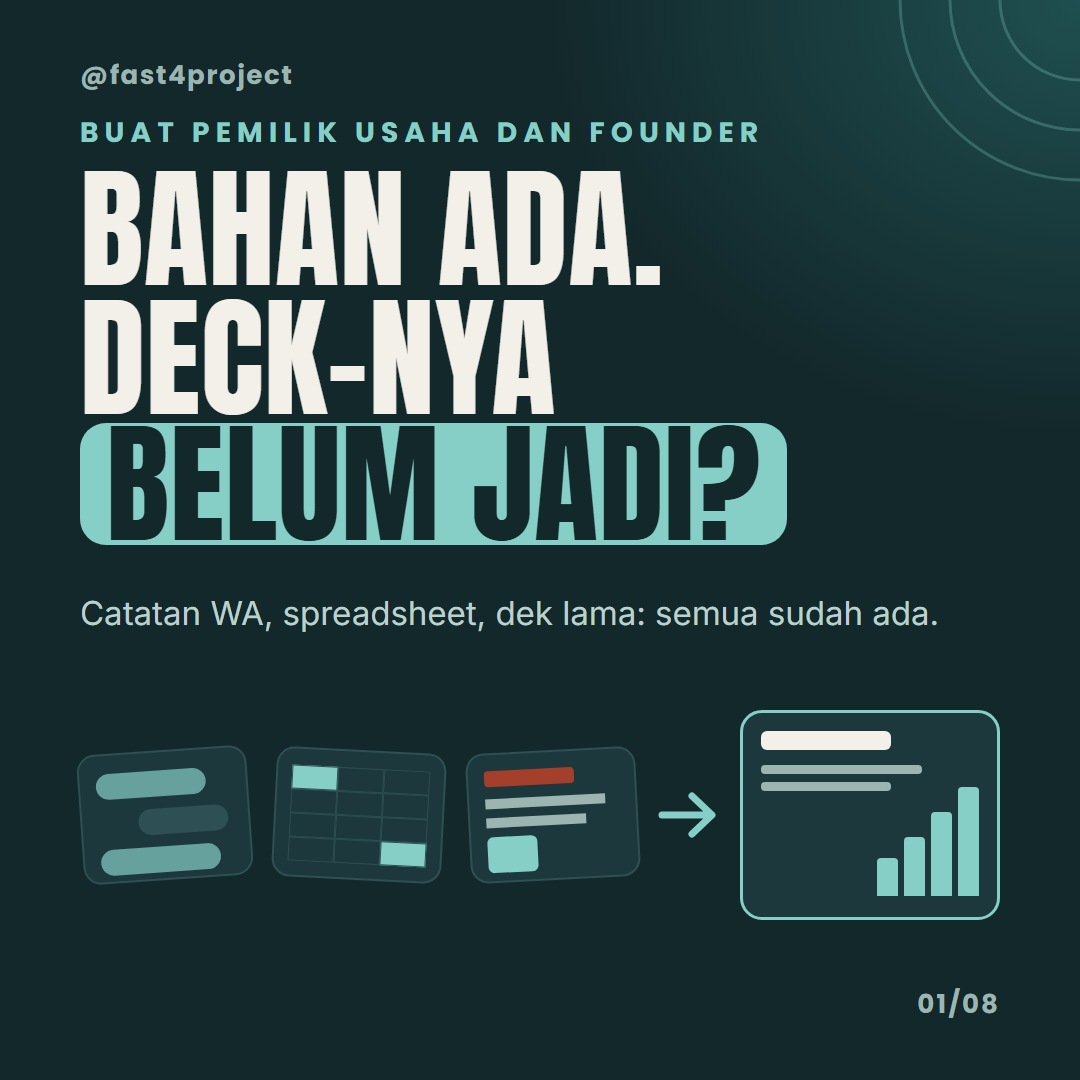 @fast4project
BUAT PEMILIK USAHA DAN FOUNDER
BAHAN ADA.
DECK-NYA
BELUM JADI?
Catatan WA, spreadsheet, dek lama: semua sudah ada.
01/08